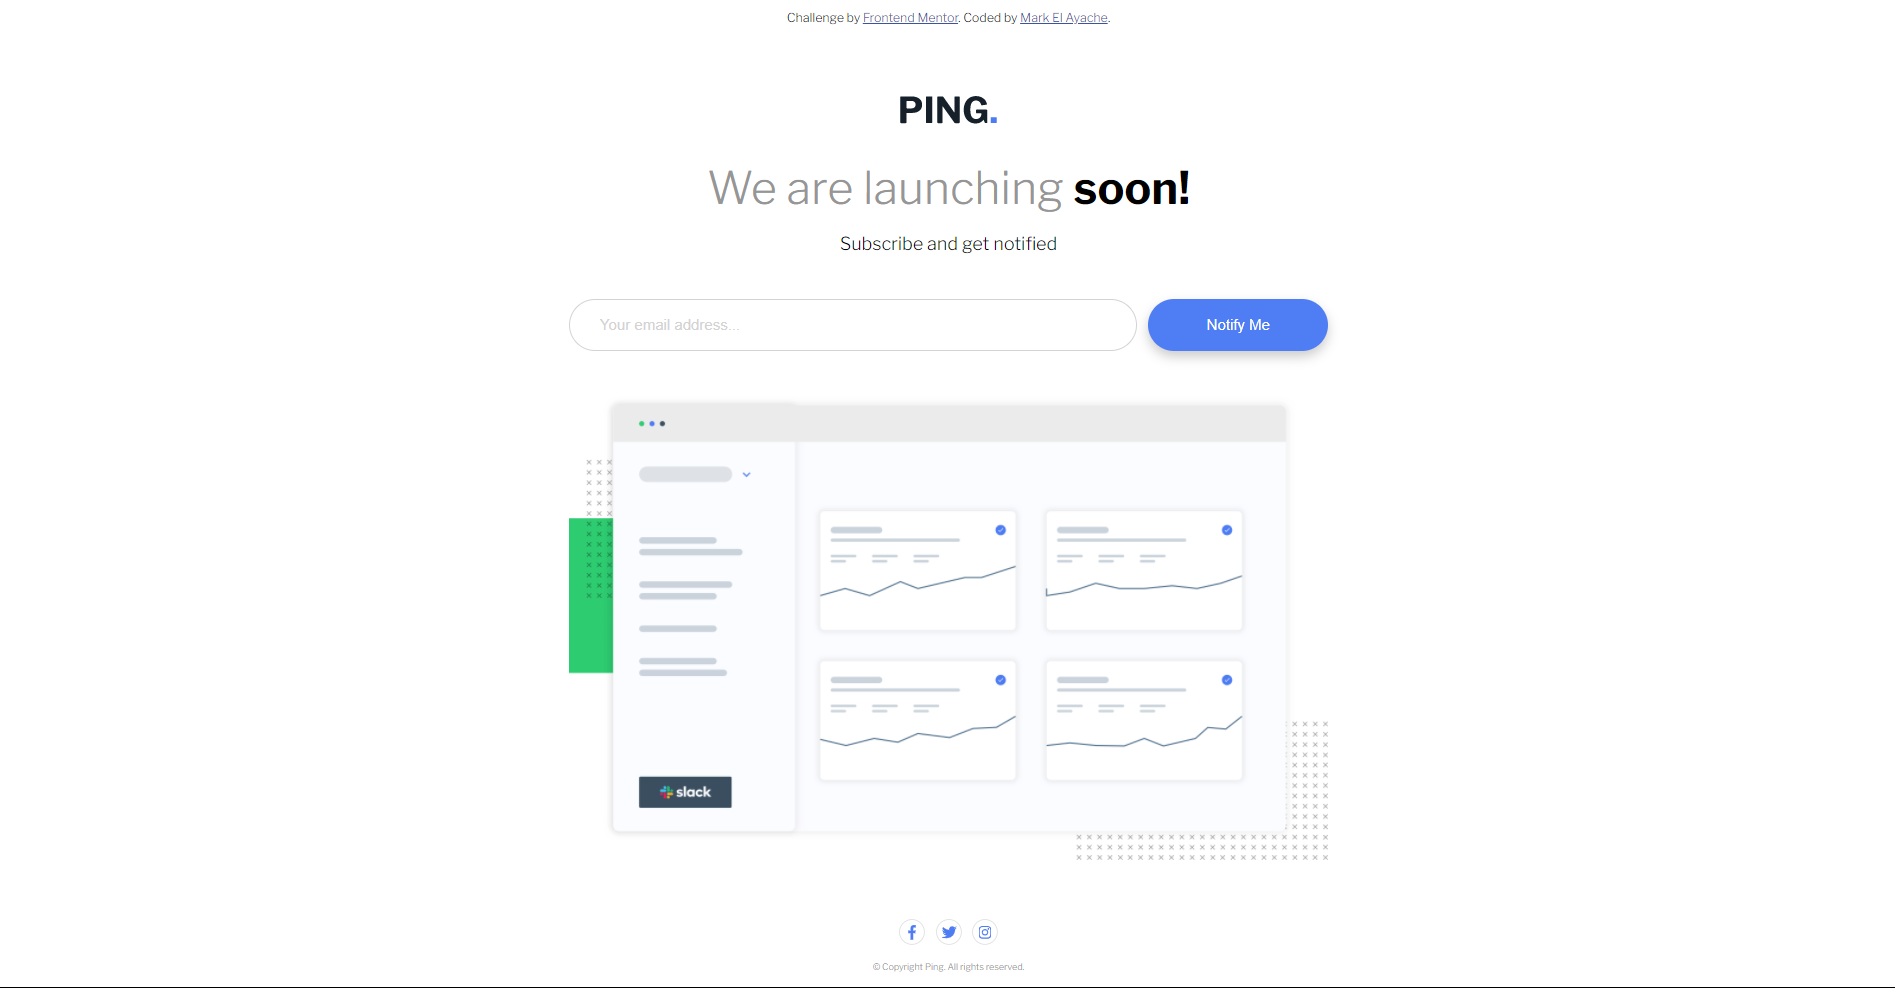 Challenge by Frontend Mentor. Coded by Mark El Ayache.
PING.
We are launching soon!
Subscribe and get notified
Your email address...
Notify Me
slack
© Copyright Ping. All rights reserved.